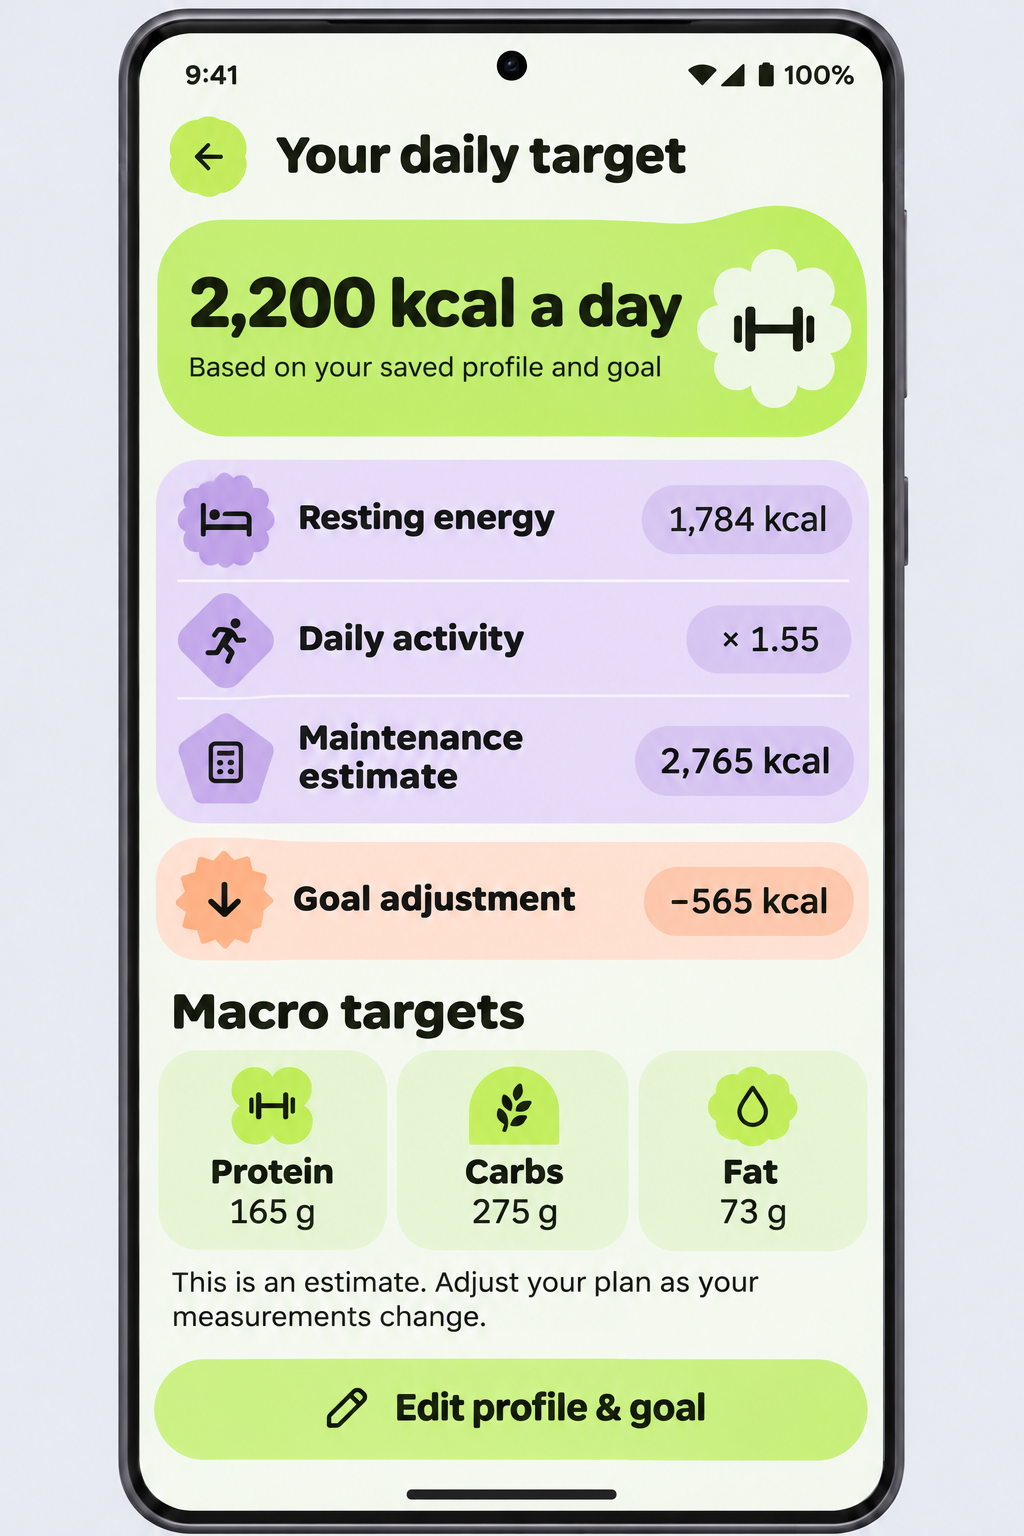 9:41
100%
Your daily target
2,200 kcal a day
Based on your saved profile and goal
Resting energy
1,784 kcal
Daily activity
× 1.55
Maintenance
estimate
2,765 kcal
Goal adjustment
−565 kcal
Macro targets
Protein
165 g
Carbs
275 g
Fat
73 g
This is an estimate. Adjust your plan as your
measurements change.
Edit profile & goal